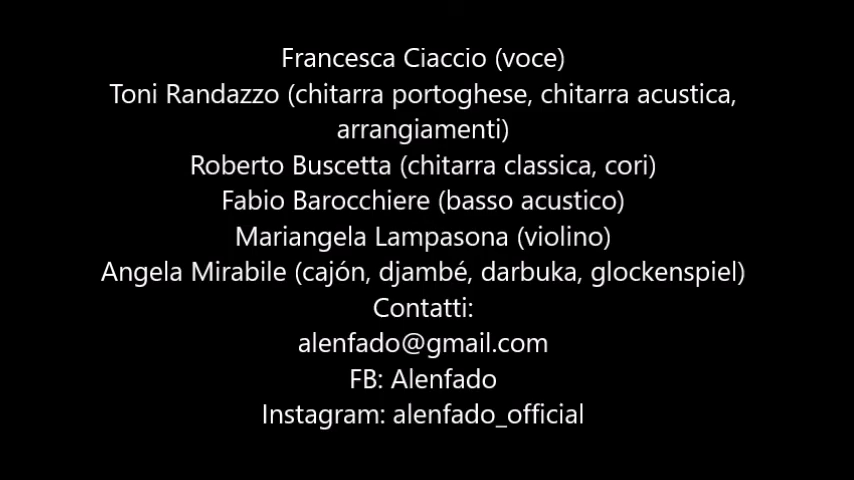 Francesca Ciaccio (voce)
Toni Randazzo (chitarra portoghese, chitarra acustica,
arrangiamenti)
Roberto Buscetta (chitarra classica, cori)
Fabio Barocchiere (basso acustico)
Mariangela Lampasona (violino)
Angela Mirabile (cajón, djambé, darbuka, glockenspiel)
Contatti:
alenfado@gmail.com
FB: Alenfado
Instagram: alenfado_official